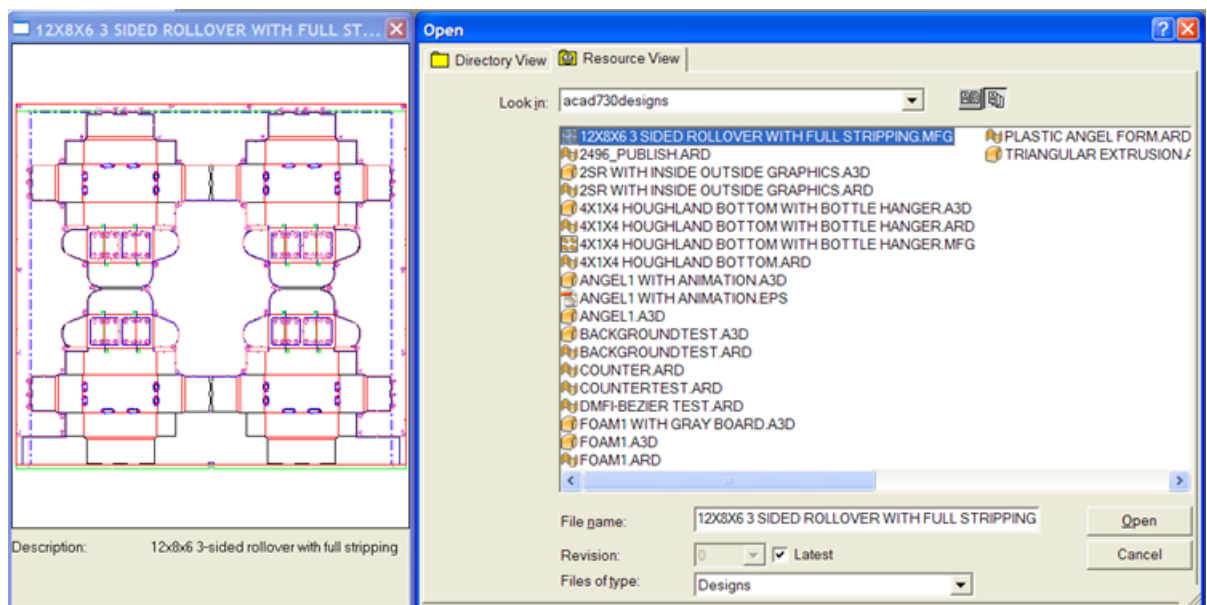 12X8X6 3 SIDED ROLLOVER WITH FULL ST...
Description: 12x8x6 3-sided rollover with full stripping
Open
Directory View Resource View
Look in: acad730designs
12X8X6 3 SIDED ROLLOVER WITH FULL STRIPPING.MFG
2496_PUBLISH.ARD
2SR WITH INSIDE OUTSIDE GRAPHICS.A3D
2SR WITH INSIDE OUTSIDE GRAPHICS.ARD
4X1X4 HOUGHLAND BOTTOM WITH BOTTLE HANGER.A3D
4X1X4 HOUGHLAND BOTTOM WITH BOTTLE HANGER.ARD
4X1X4 HOUGHLAND BOTTOM WITH BOTTLE HANGER.MFG
4X1X4 HOUGHLAND BOTTOM.ARD
ANGEL1 WITH ANIMATION.A3D
ANGEL1 WITH ANIMATION.EPS
ANGEL1.A3D
BACKGROUNDTEST.A3D
BACKGROUNDTEST.ARD
COUNTER.ARD
COUNTERTEST.ARD
DMFI-BEZIER TEST.ARD
FOAM1 WITH GRAY BOARD.A3D
FOAM1.A3D
FOAM1.ARD
PLASTIC ANGEL FORM.ARD
TRIANGULAR EXTRUSION.A
File name: 12X8X6 3 SIDED ROLLOVER WITH FULL STRIPPING Open
Revision: 0 Latest Cancel
Files of type: Designs